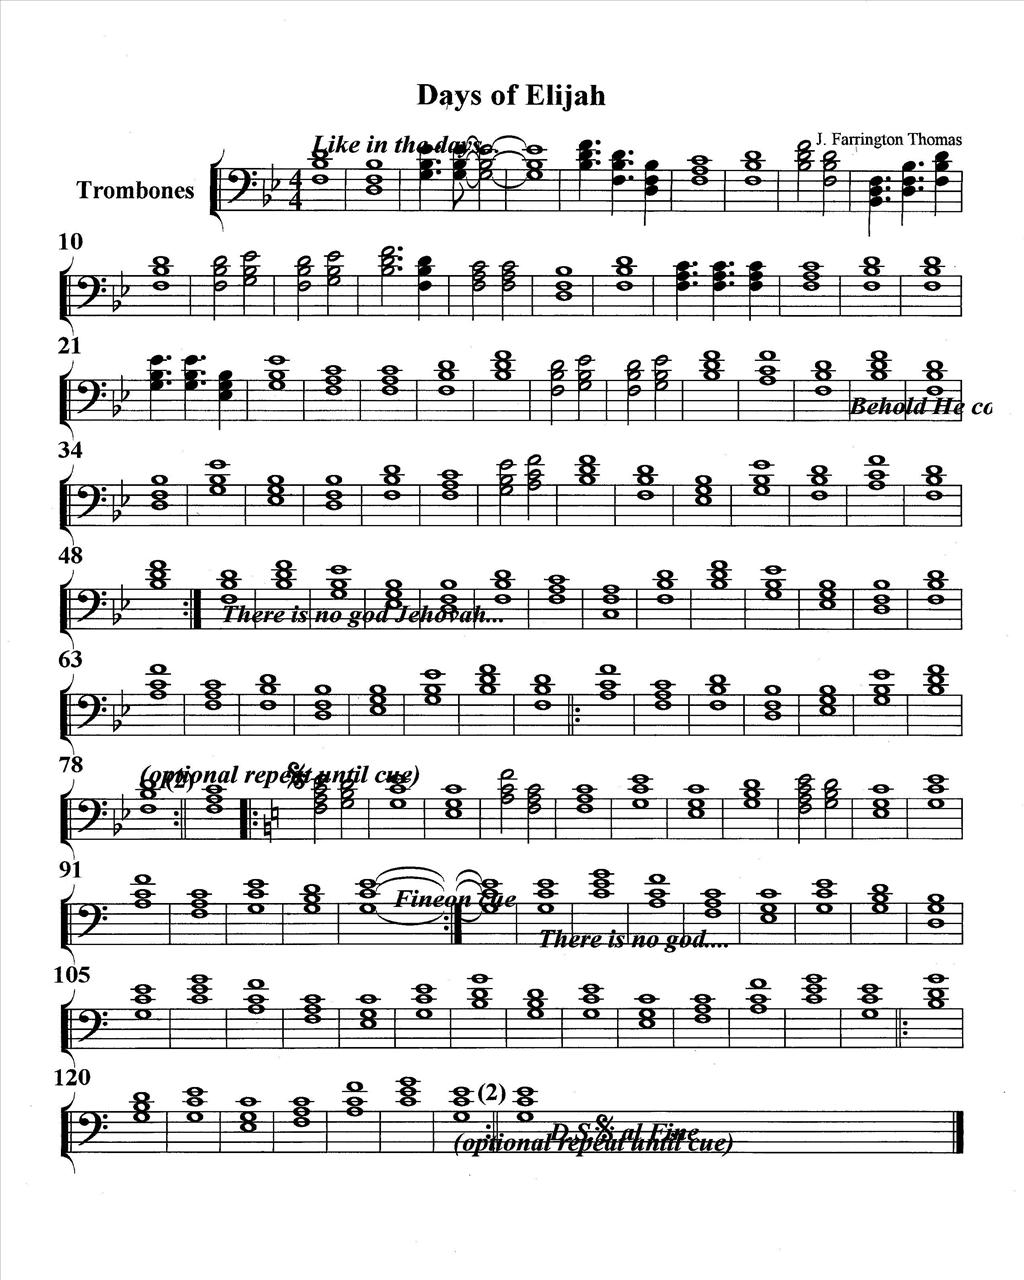 Days of Elijah
J. Farrington Thomas
Like in the days...
Trombones
4
4
10
21
Behold He co
34
48
There is no god Jehovah...
63
78
(optional repeat until cue)
(2)
91
Fine on cue
There is no god....
105
120
(2)
D.S. al Fine
(optional repeat until cue)